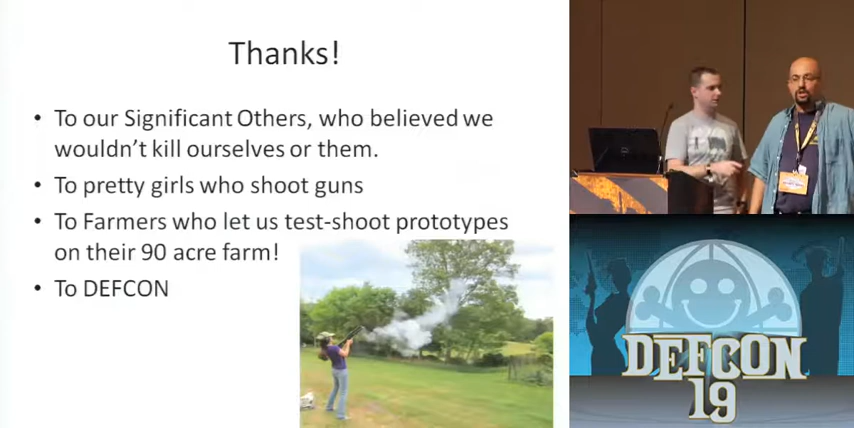 Thanks!
• To our Significant Others, who believed we
wouldn't kill ourselves or them.
• To pretty girls who shoot guns
• To Farmers who let us test-shoot prototypes
on their 90 acre farm!
• To DEFCON
DEFCON
19